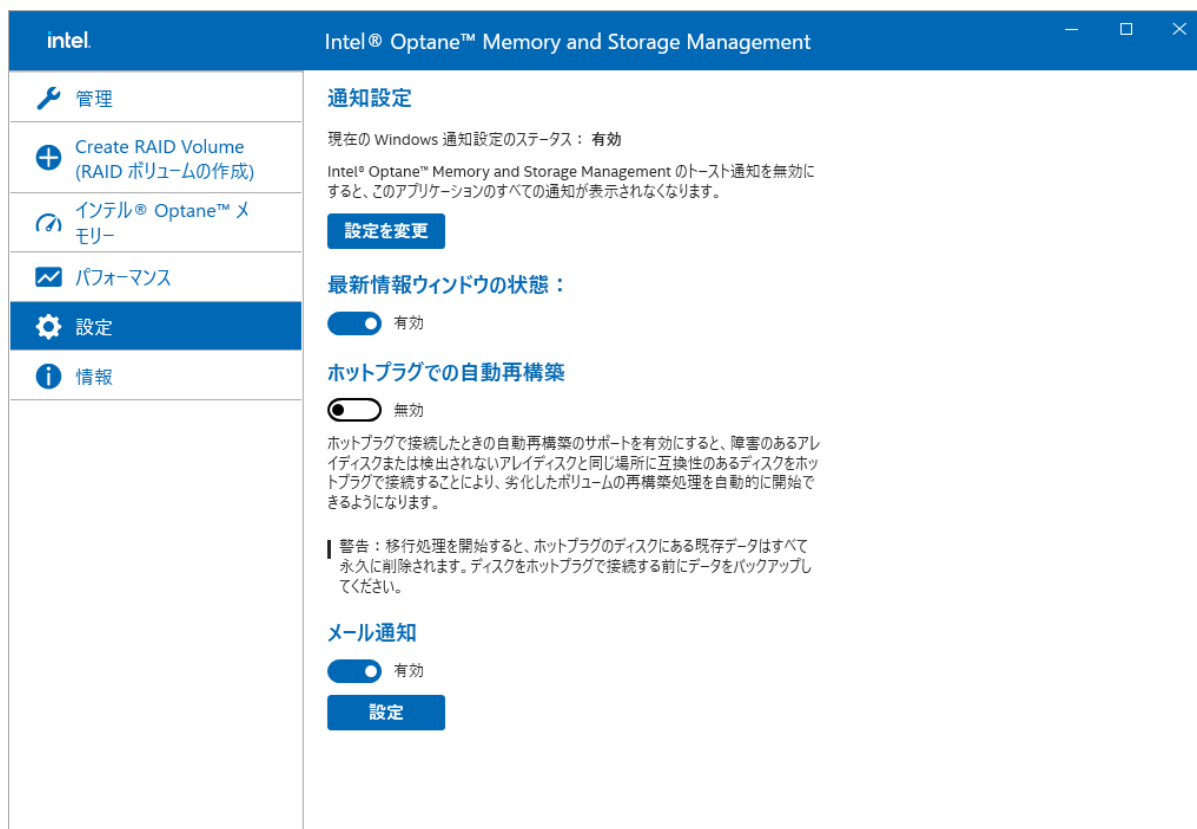 intel.
Intel® Optane™ Memory and Storage Management
管理
Create RAID Volume
(RAID ボリュームの作成)
インテル® Optane™ メ
モリー
パフォーマンス
設定
情報
通知設定
現在の Windows 通知設定のステータス： 有効
Intel® Optane™ Memory and Storage Management のトースト通知を無効に
すると、このアプリケーションのすべての通知が表示されなくなります。
設定を変更
最新情報ウィンドウの状態：
有効
ホットプラグでの自動再構築
無効
ホットプラグで接続したときの自動再構築のサポートを有効にすると、障害のあるアレ
イディスクまたは検出されないアレイディスクと同じ場所に互換性のあるディスクをホッ
トプラグで接続することにより、劣化したボリュームの再構築処理を自動的に開始で
きるようになります。
警告：移行処理を開始すると、ホットプラグのディスクにある既存データはすべて
永久に削除されます。ディスクをホットプラグで接続する前にデータをバックアップし
てください。
メール通知
有効
設定